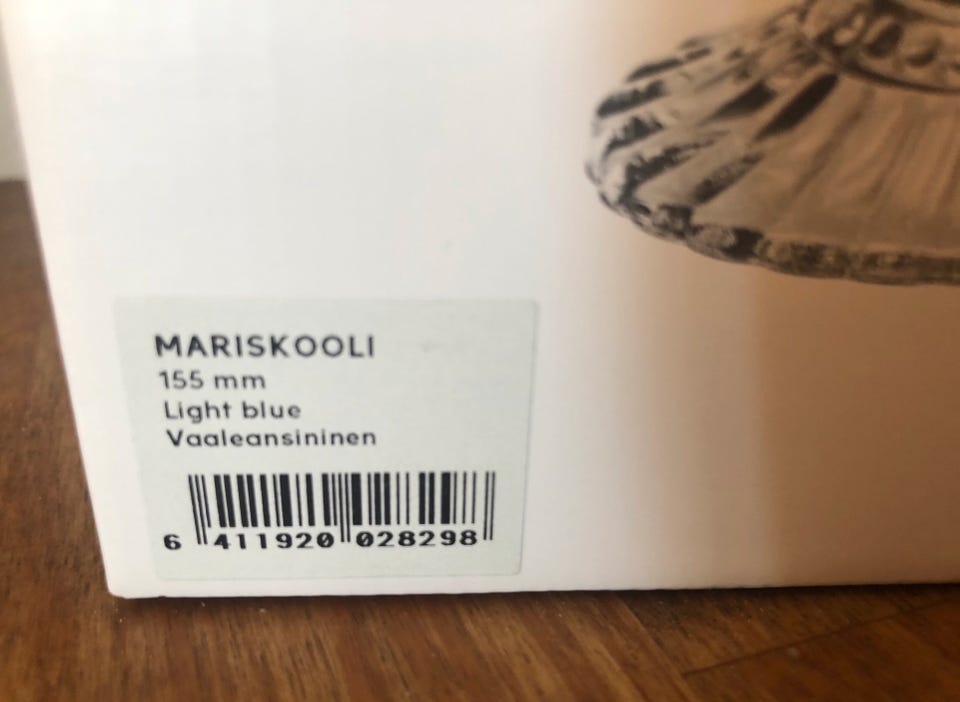 MARISKOOLI
155 mm
Light blue
Vaaleansininen
6 411920 028298